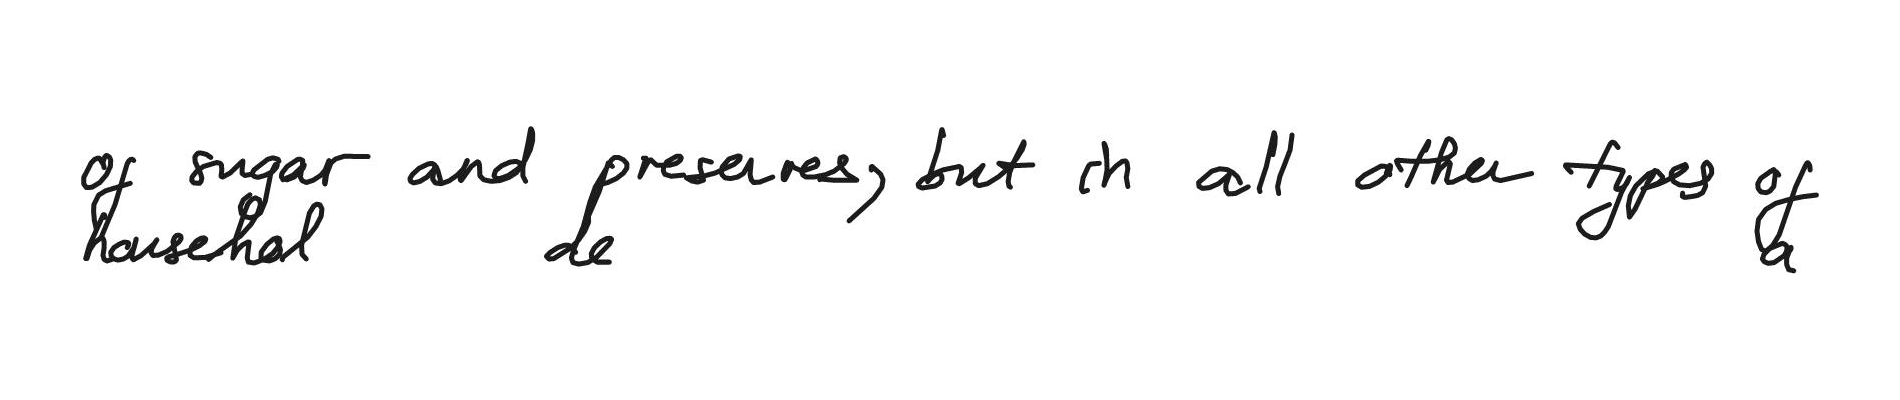 of sugar and preserves, but in all other types of
househol de a